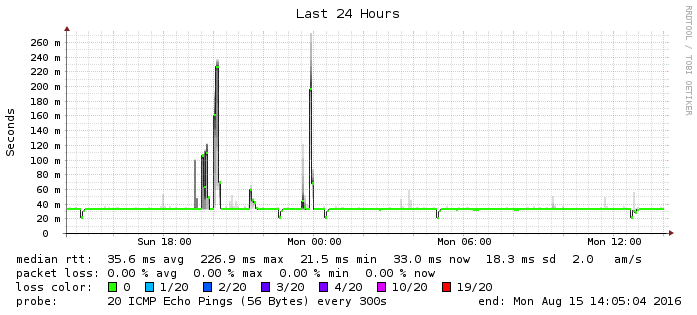 Last 24 Hours
RRDTOOL / TOBI OETIKER
Seconds
260 m
240 m
220 m
200 m
180 m
160 m
140 m
120 m
100 m
80 m
60 m
40 m
20 m
0
Sun 18:00 Mon 00:00 Mon 06:00 Mon 12:00
median rtt: 35.6 ms avg 226.9 ms max 21.5 ms min 33.0 ms now 18.3 ms sd 2.0 am/s
packet loss: 0.00 % avg 0.00 % max 0.00 % min 0.00 % now
loss color: 0 1/20 2/20 3/20 4/20 10/20 19/20
probe: 20 ICMP Echo Pings (56 Bytes) every 300s end: Mon Aug 15 14:05:04 2016